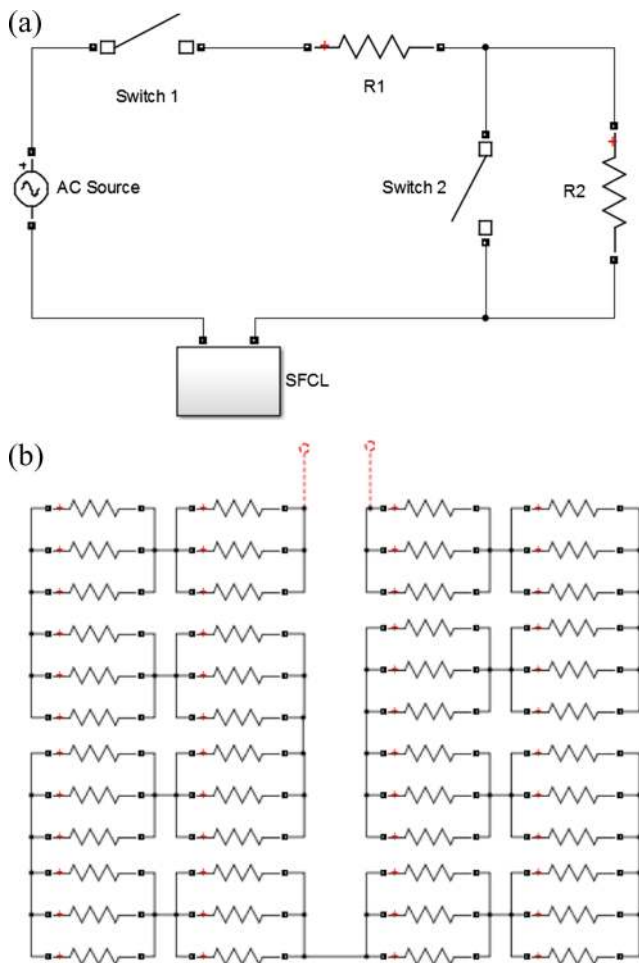 (a)
Switch 1
R1
AC Source
Switch 2
R2
SFCL
(b)